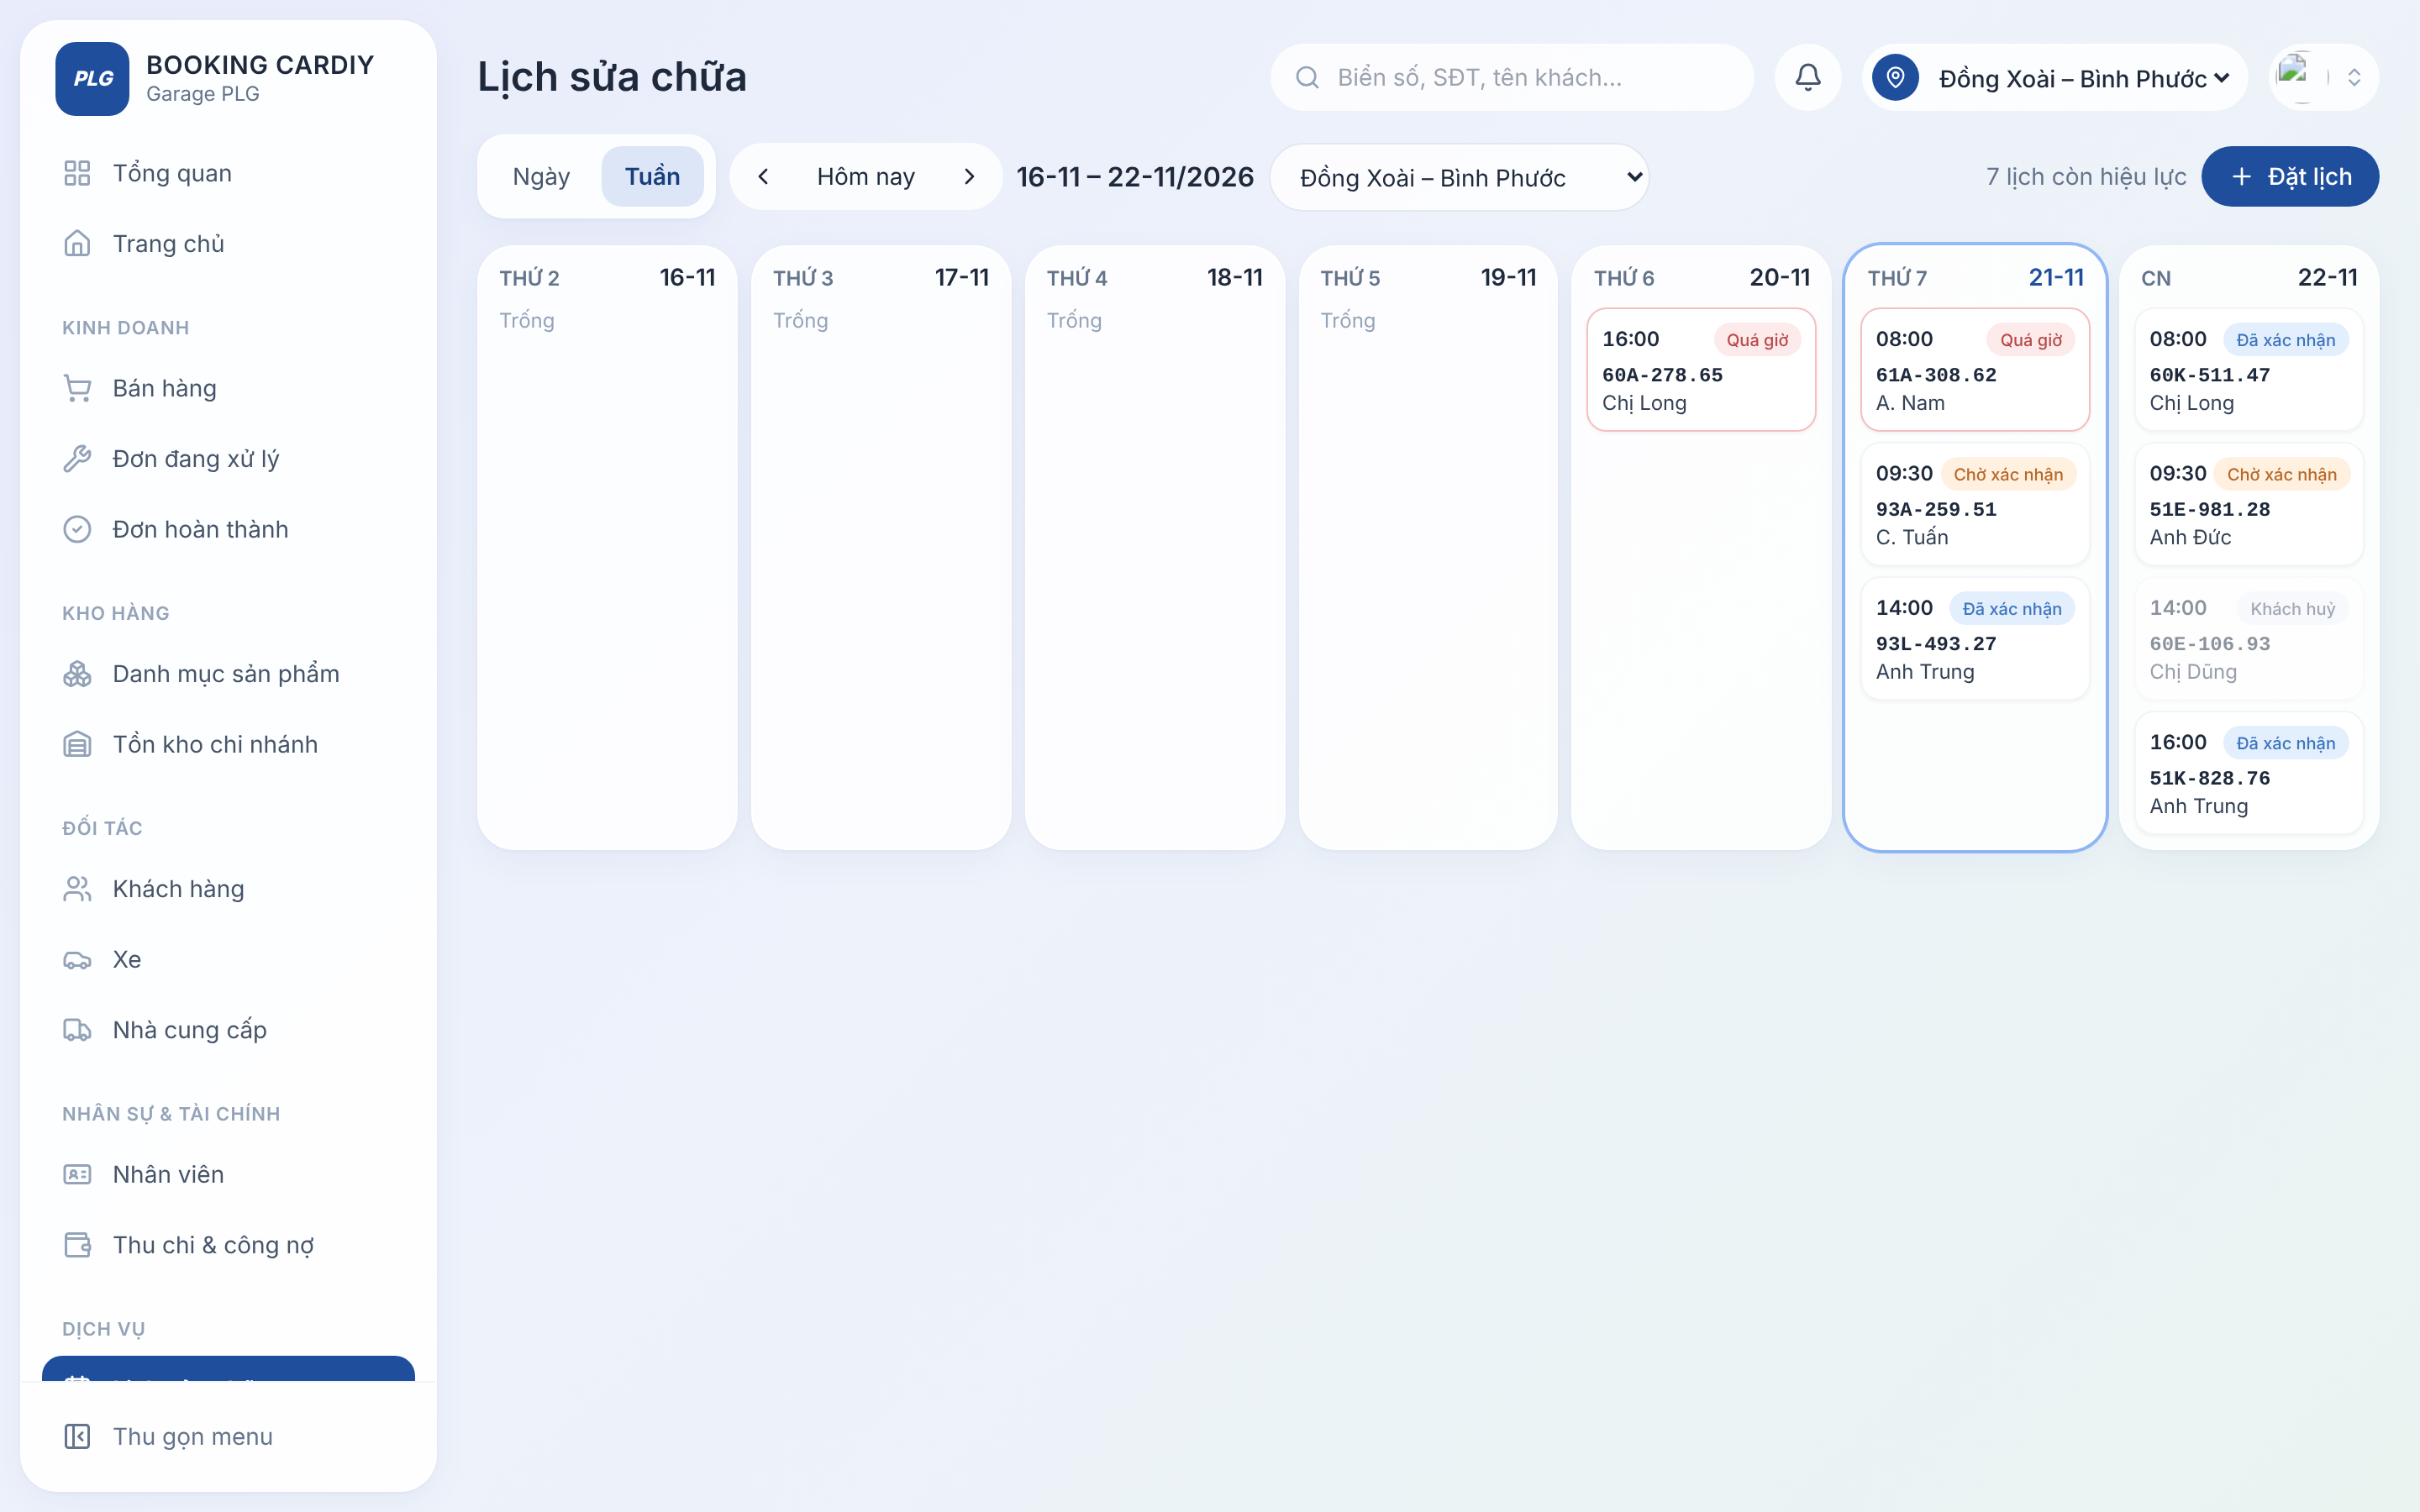 PLG
BOOKING CARDIY
Garage PLG
Tổng quan
Trang chủ
KINH DOANH
Bán hàng
Đơn đang xử lý
Đơn hoàn thành
KHO HÀNG
Danh mục sản phẩm
Tồn kho chi nhánh
ĐỐI TÁC
Khách hàng
Xe
Nhà cung cấp
NHÂN SỰ & TÀI CHÍNH
Nhân viên
Thu chi & công nợ
DỊCH VỤ
Thu gọn menu
Lịch sửa chữa
Biển số, SĐT, tên khách...
Đồng Xoài – Bình Phước
Ngày
Tuần
Hôm nay
16-11 – 22-11/2026
Đồng Xoài – Bình Phước
7 lịch còn hiệu lực
Đặt lịch
THỨ 2 16-11
Trống
THỨ 3 17-11
Trống
THỨ 4 18-11
Trống
THỨ 5 19-11
Trống
THỨ 6 20-11
16:00 Quá giờ
60A-278.65
Chị Long
THỨ 7 21-11
08:00 Quá giờ
61A-308.62
A. Nam
09:30 Chờ xác nhận
93A-259.51
C. Tuấn
14:00 Đã xác nhận
93L-493.27
Anh Trung
CN 22-11
08:00 Đã xác nhận
60K-511.47
Chị Long
09:30 Chờ xác nhận
51E-981.28
Anh Đức
14:00 Khách huỷ
60E-106.93
Chị Dũng
16:00 Đã xác nhận
51K-828.76
Anh Trung